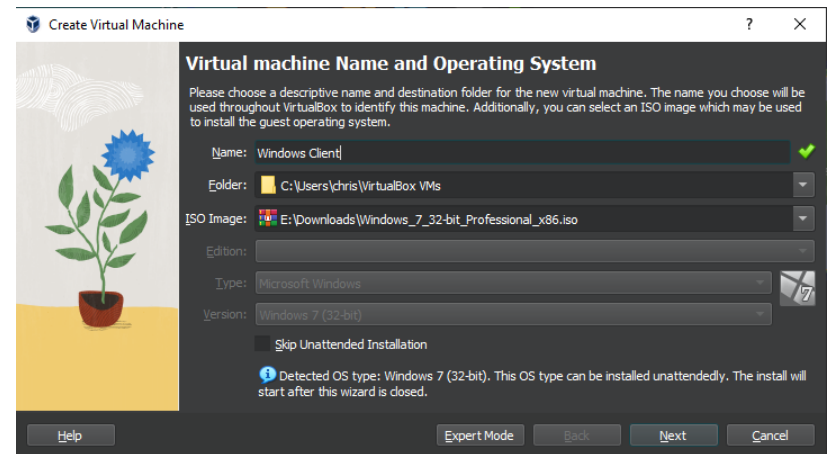 Create Virtual Machine
?
Virtual machine Name and Operating System
Please choose a descriptive name and destination folder for the new virtual machine. The name you choose will be
used throughout VirtualBox to identify this machine. Additionally, you can select an ISO image which may be used
to install the guest operating system.
Name: Windows Client
Folder: C:\Users\chris\VirtualBox VMs
ISO Image: E:\Downloads\Windows_7_32-bit_Professional_x86.iso
Edition:
Type: Microsoft Windows
7
Version: Windows 7 (32-bit)
Skip Unattended Installation
Detected OS type: Windows 7 (32-bit). This OS type can be installed unattendedly. The install will
start after this wizard is closed.
Help Expert Mode Back Next Cancel